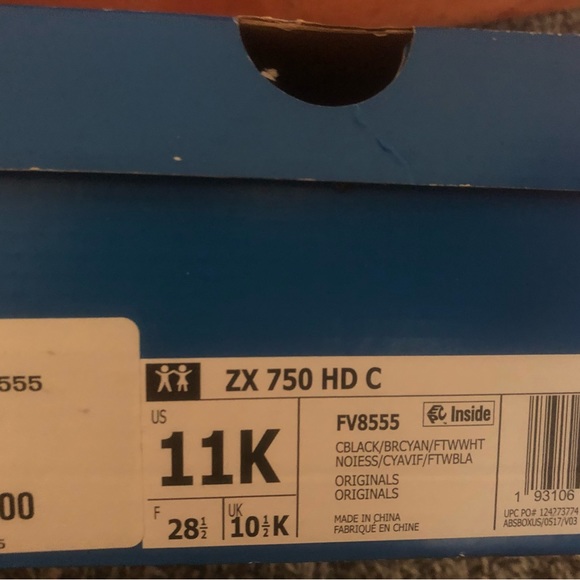 555
00
ZX 750 HD C
US
11K
F
28½
UK
10½K
FV8555
Inside
CBLACK/BRCYAN/FTWWHT
NOIESS/CYAVIF/FTWBLA
ORIGINALS
ORIGINALS
MADE IN CHINA
FABRIQUÉ EN CHINE
1 93106
UPC PO# 124773774
ABSBOXUS/0517/V03